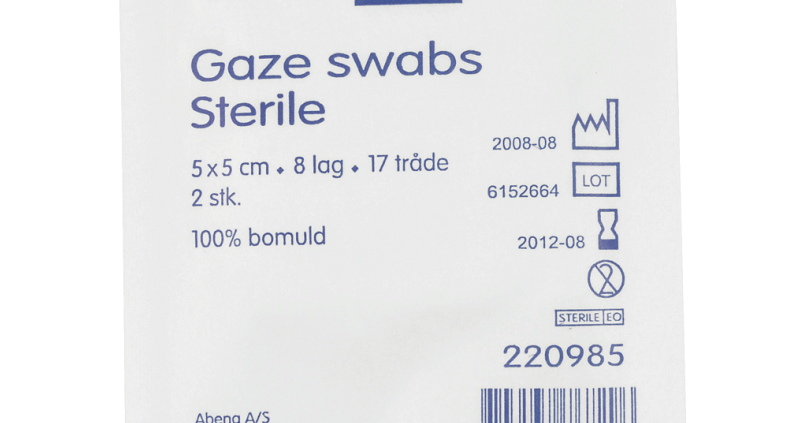 Gaze swabs
Sterile
5 x 5 cm ⬥ 8 lag ⬥ 17 tråde
2 stk.
100% bomuld
2008-08
LOT
6152664
2012-08
2
STERILE EO
220985
Abena A/S